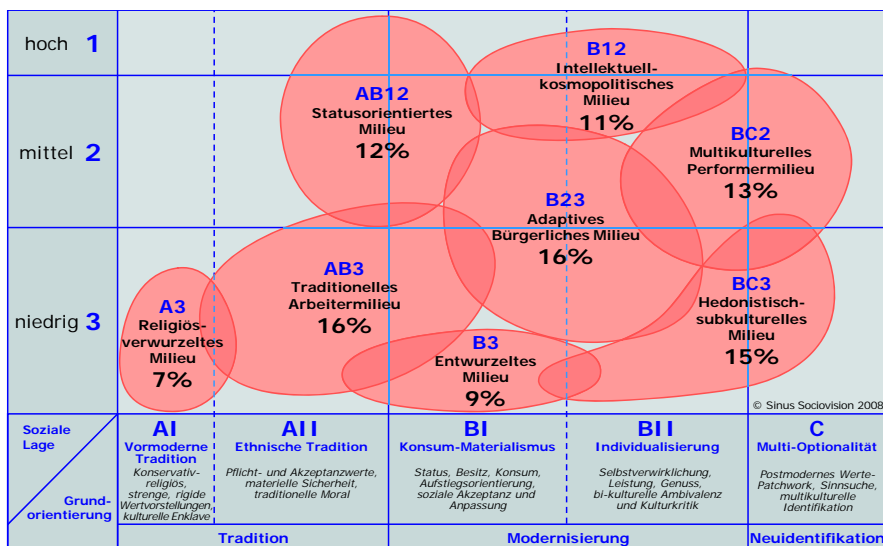 hoch 1
mittel 2
niedrig 3
B12
Intellektuell-
kosmopolitisches
Milieu
11%
AB12
Statusorientiertes
Milieu
12%
BC2
Multikulturelles
Performermilieu
13%
B23
Adaptives
Bürgerliches Milieu
16%
AB3
Traditionelles
Arbeitermilieu
16%
BC3
Hedonistisch-
subkulturelles
Milieu
15%
A3
Religiös-
verwurzeltes
Milieu
7%
B3
Entwurzeltes
Milieu
9%
© Sinus Sociovision 2008
Soziale
Lage
Grund-
orientierung
AI
Vormoderne
Tradition
Konservativ-
religiös,
strenge, rigide
Wertvorstellungen,
kulturelle Enklave
AII
Ethnische Tradition
Pflicht- und Akzeptanzwerte,
materielle Sicherheit,
traditionelle Moral
BI
Konsum-Materialismus
Status, Besitz, Konsum,
Aufstiegsorientierung,
soziale Akzeptanz und
Anpassung
BII
Individualisierung
Selbstverwirklichung,
Leistung, Genuss,
bi-kulturelle Ambivalenz
und Kulturkritik
C
Multi-Optionalität
Postmodernes Werte-
Patchwork, Sinnsuche,
multikulturelle
Identifikation
Tradition
Modernisierung
Neuidentifikation